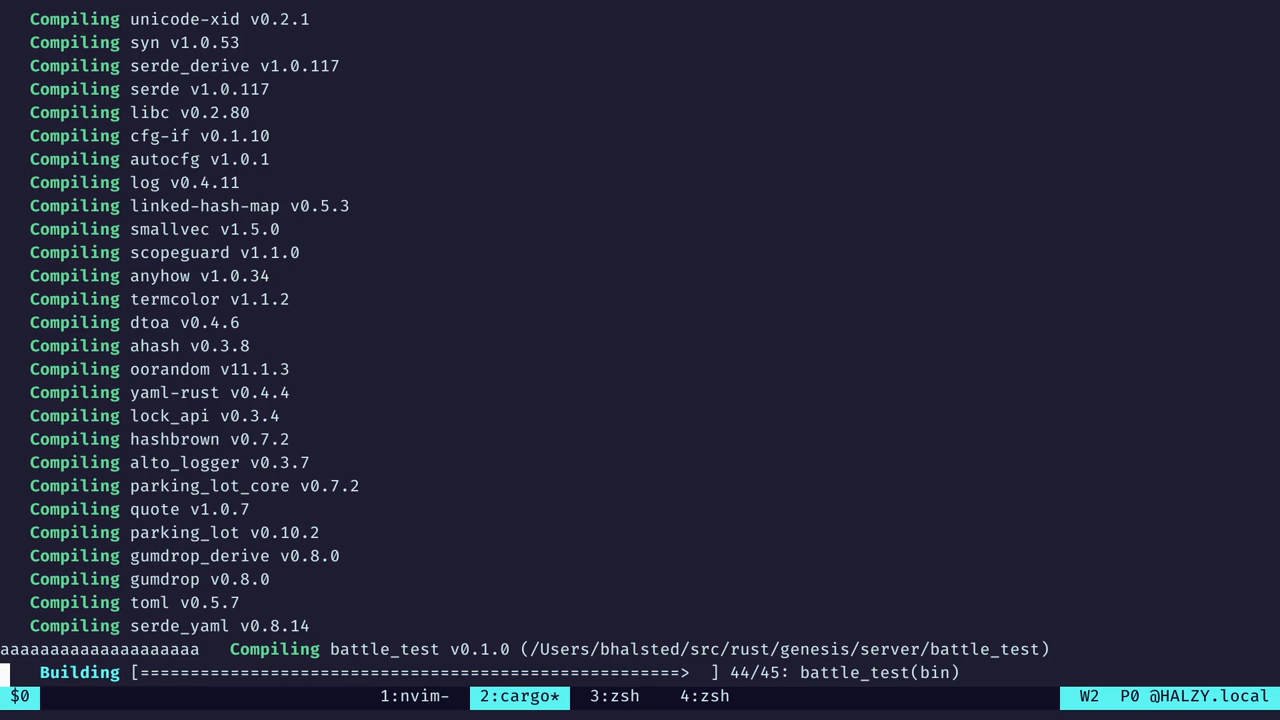 Compiling unicode-xid v0.2.1
Compiling syn v1.0.53
Compiling serde_derive v1.0.117
Compiling serde v1.0.117
Compiling libc v0.2.80
Compiling cfg-if v0.1.10
Compiling autocfg v1.0.1
Compiling log v0.4.11
Compiling linked-hash-map v0.5.3
Compiling smallvec v1.5.0
Compiling scopeguard v1.1.0
Compiling anyhow v1.0.34
Compiling termcolor v1.1.2
Compiling dtoa v0.4.6
Compiling ahash v0.3.8
Compiling oorandom v11.1.3
Compiling yaml-rust v0.4.4
Compiling lock_api v0.3.4
Compiling hashbrown v0.7.2
Compiling alto_logger v0.3.7
Compiling parking_lot_core v0.7.2
Compiling quote v1.0.7
Compiling parking_lot v0.10.2
Compiling gumdrop_derive v0.8.0
Compiling gumdrop v0.8.0
Compiling toml v0.5.7
Compiling serde_yaml v0.8.14
aaaaaaaaaaaaaaaaaaaa   Compiling battle_test v0.1.0 (/Users/bhalsted/src/rust/genesis/server/battle_test)
Building [======================================================>  ] 44/45: battle_test(bin)
$0 1:nvim- 2:cargo* 3:zsh 4:zsh W2 P0 @HALZY.local